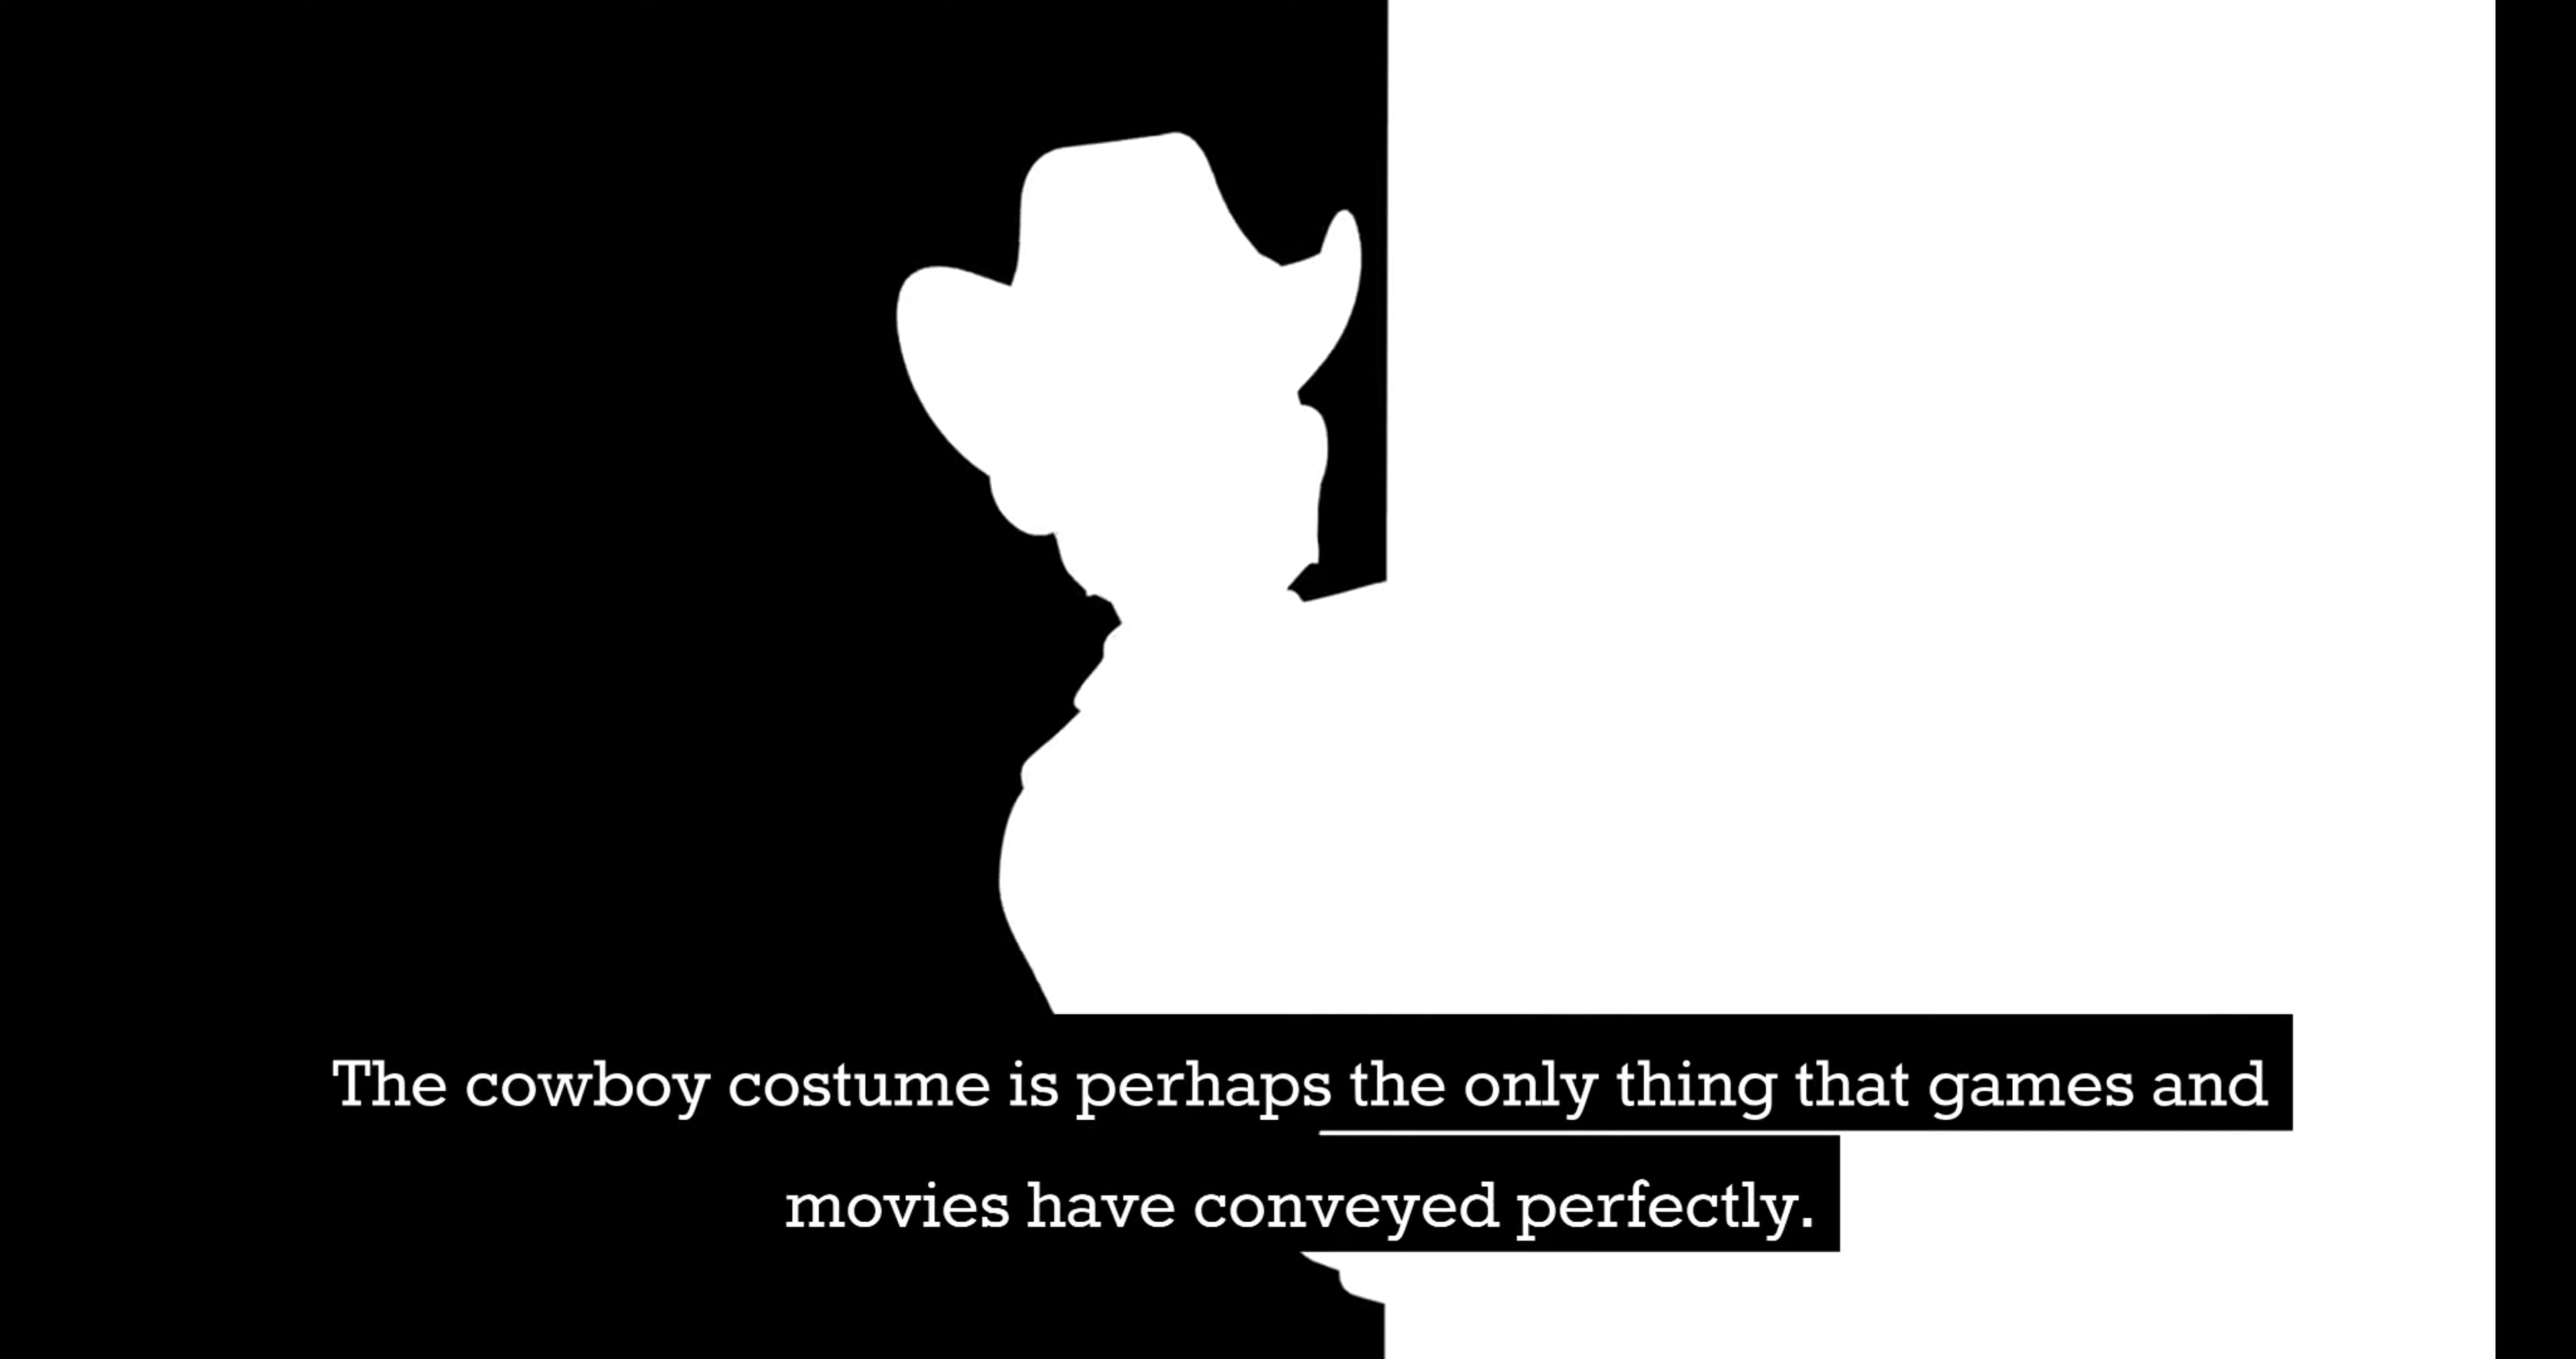 The cowboy costume is perhaps the only thing that games and
movies have conveyed perfectly.